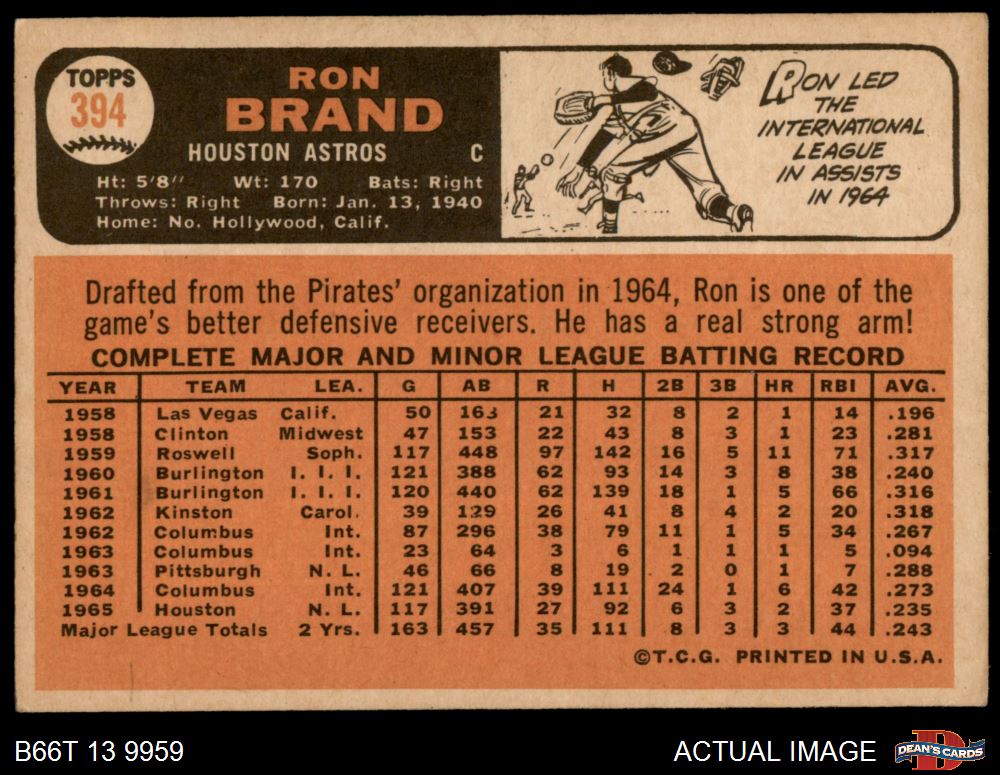 TOPPS
394
RON
BRAND
HOUSTON ASTROS C
Ht: 5'8" Wt: 170 Bats: Right
Throws: Right Born: Jan. 13, 1940
Home: No. Hollywood, Calif.
RON LED
THE
INTERNATIONAL
LEAGUE
IN ASSISTS
IN 1964
Drafted from the Pirates' organization in 1964, Ron is one of the
game's better defensive receivers. He has a real strong arm!
COMPLETE MAJOR AND MINOR LEAGUE BATTING RECORD
YEAR TEAM LEA. G AB R H 2B 3B HR RBI AVG.
1958 Las Vegas Calif. 50 163 21 32 8 2 1 14 .196
1958 Clinton Midwest 47 153 22 43 8 3 1 23 .281
1959 Roswell Soph. 117 448 97 142 16 5 11 71 .317
1960 Burlington I. I. I. 121 388 62 93 14 3 8 38 .240
1961 Burlington I. I. I. 120 440 62 139 18 1 5 66 .316
1962 Kinston Carol. 39 129 26 41 8 4 2 20 .318
1962 Columbus Int. 87 296 38 79 11 1 5 34 .267
1963 Columbus Int. 23 64 3 6 1 1 1 5 .094
1963 Pittsburgh N. L. 46 66 8 19 2 0 1 7 .288
1964 Columbus Int. 121 407 39 111 24 1 6 42 .273
1965 Houston N. L. 117 391 27 92 6 3 2 37 .235
Major League Totals 2 Yrs. 163 457 35 111 8 3 3 44 .243
©T.C.G. PRINTED IN U.S.A.
B66T 13 9959 ACTUAL IMAGE DEAN'S CARDS